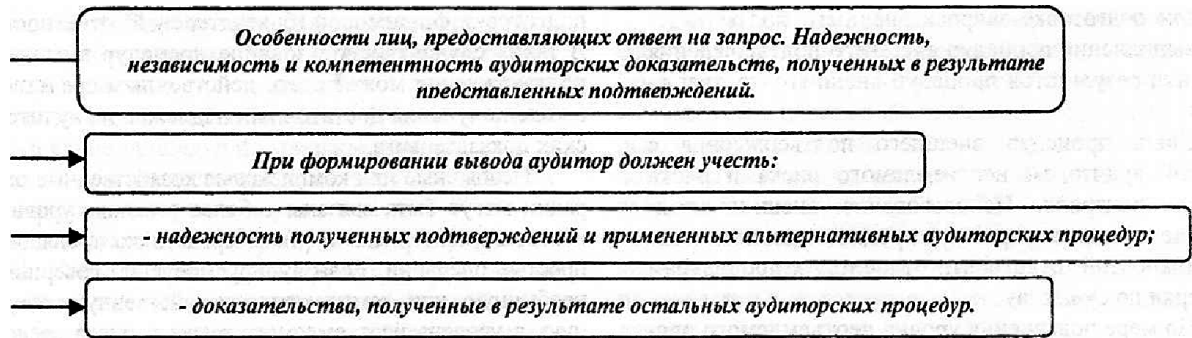 Особенности лиц, предоставляющих ответ на запрос. Надежность,
независимость и компетентность аудиторских доказательств, полученных в результате
представленных подтверждений.
При формировании вывода аудитор должен учесть:
- надежность полученных подтверждений и примененных альтернативных аудиторских процедур;
- доказательства, полученные в результате остальных аудиторских процедур.